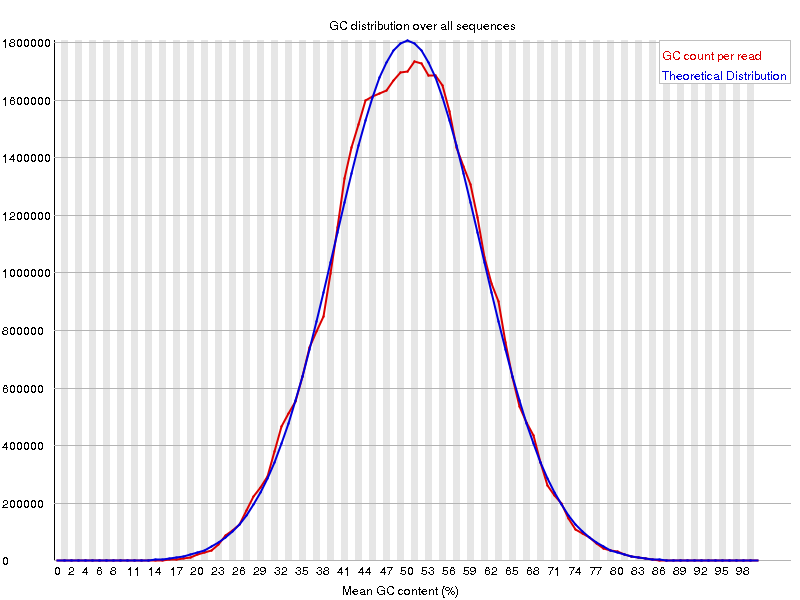 GC distribution over all sequences
GC count per read
Theoretical Distribution
1800000
1600000
1400000
1200000
1000000
800000
600000
400000
200000
0
0 2 4 6 8 11 14 17 20 23 26 29 32 35 38 41 44 47 50 53 56 59 62 65 68 71 74 77 80 83 86 89 92 95 98
Mean GC content (%)